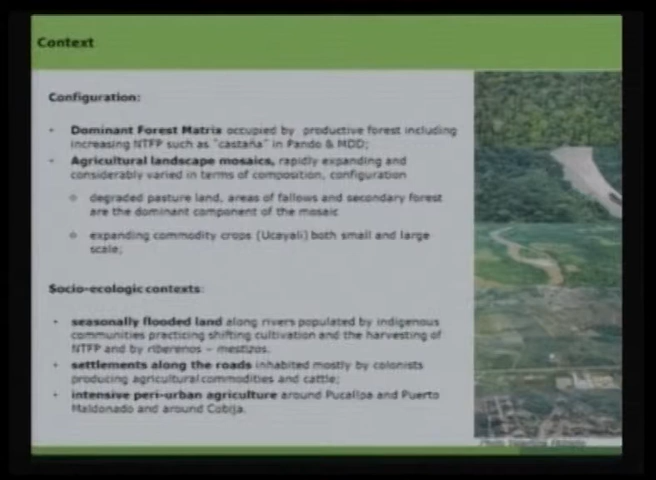 Context
Configuration:
Dominant Forest Matrix occupied by productive forest including
increasing NTFP such as "castaña" in Pando & MDD;
Agricultural landscape mosaics, rapidly expanding and
considerably varied in terms of composition, configuration
degraded pasture land, areas of fallows and secondary forest
are the dominant component of the mosaic
expanding commodity crops (Ucayali) both small and large
scale;
Socio-ecologic contexts:
seasonally flooded land along rivers populated by indigenous
communities practicing shifting cultivation and the harvesting of
NTFP and by riberenos – mestizos.
settlements along the roads inhabited mostly by colonists
producing agricultural commodities and cattle;
intensive peri-urban agriculture around Pucallpa and Puerto
Maldonado and around Cobija.